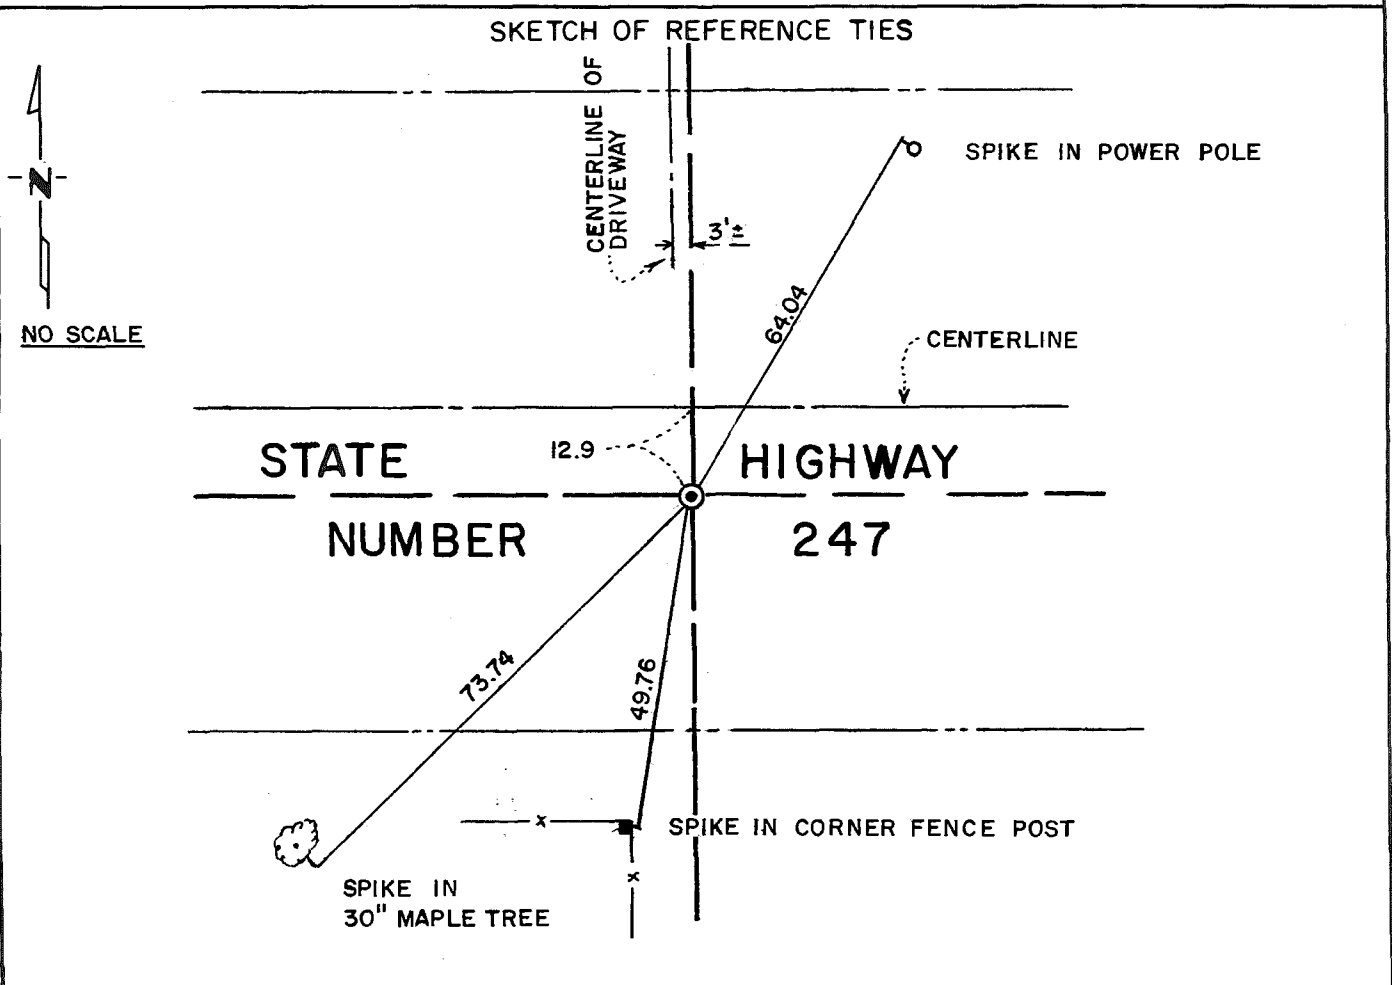 SKETCH OF REFERENCE TIES
CENTERLINE OF
DRIVEWAY
SPIKE IN POWER POLE
N
3'±
NO SCALE
64.04
CENTERLINE
12.9
STATE HIGHWAY
NUMBER 247
73.74
49.76
x
SPIKE IN CORNER FENCE POST
x
SPIKE IN
30" MAPLE TREE